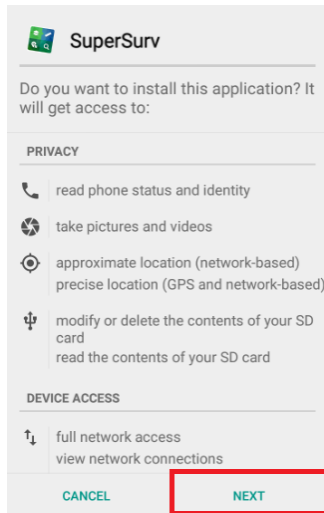 SuperSurv
Do you want to install this application? It
will get access to:
PRIVACY
read phone status and identity
take pictures and videos
approximate location (network-based)
precise location (GPS and network-based)
modify or delete the contents of your SD
card
read the contents of your SD card
DEVICE ACCESS
full network access
view network connections
CANCEL
NEXT